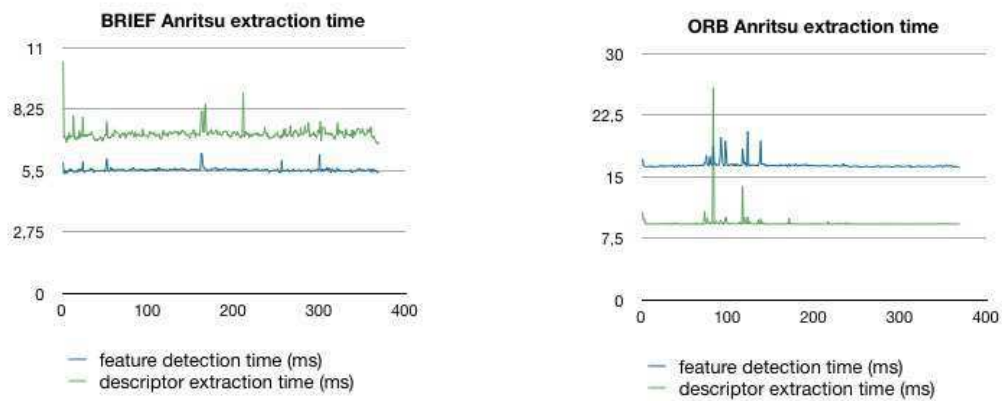 BRIEF Anritsu extraction time
11
8,25
5,5
2,75
0
0 100 200 300 400
feature detection time (ms)
descriptor extraction time (ms)
ORB Anritsu extraction time
30
22,5
15
7,5
0
0 100 200 300 400
feature detection time (ms)
descriptor extraction time (ms)